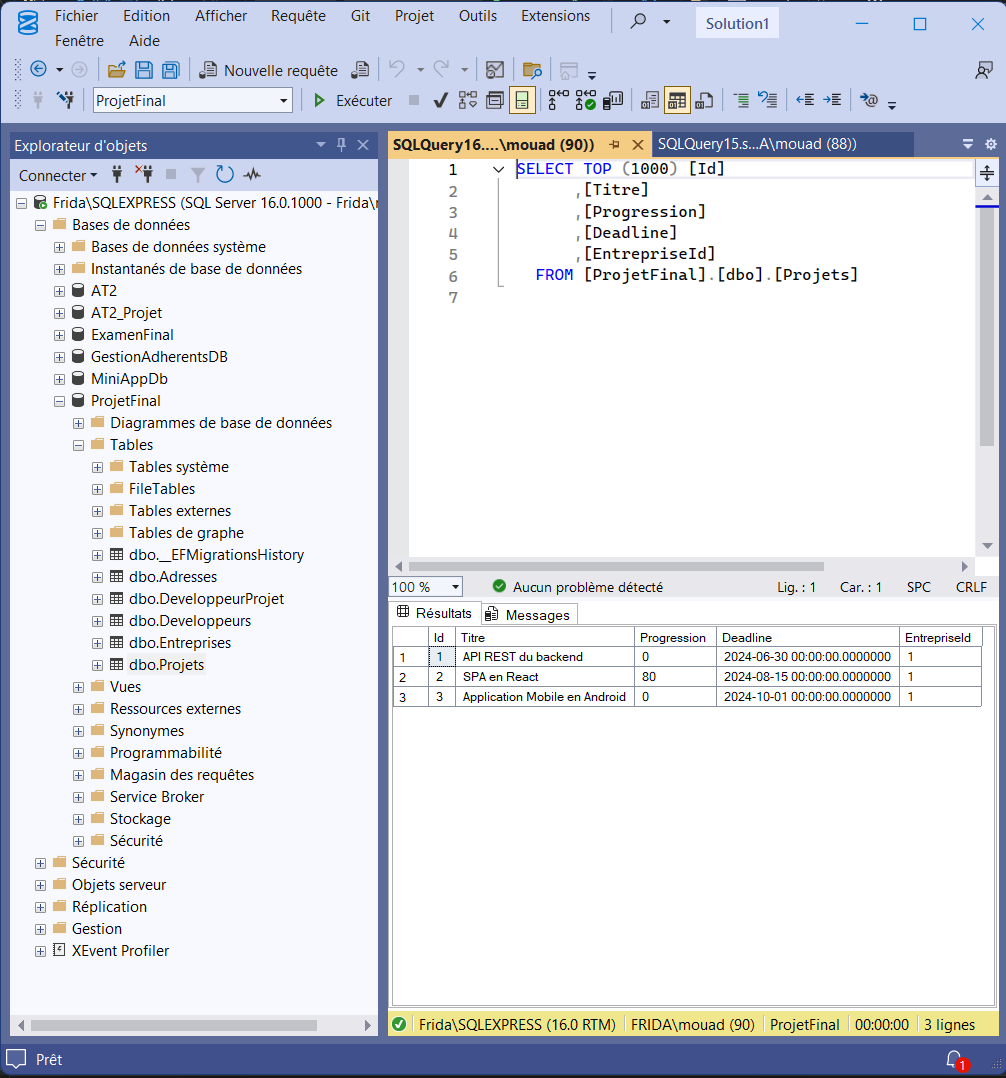 Fichier Edition Afficher Requête Git Projet Outils Extensions Solution1
Fenêtre Aide
Nouvelle requête
ProjetFinal Exécuter
Explorateur d'objets
Connecter
Frida\SQLEXPRESS (SQL Server 16.0.1000 - Frida\
Bases de données
Bases de données système
Instantanés de base de données
AT2
AT2_Projet
ExamenFinal
GestionAdherentsDB
MiniAppDb
ProjetFinal
Diagrammes de base de données
Tables
Tables système
FileTables
Tables externes
Tables de graphe
dbo.__EFMigrationsHistory
dbo.Adresses
dbo.DeveloppeurProjet
dbo.Developpeurs
dbo.Entreprises
dbo.Projets
Vues
Ressources externes
Synonymes
Programmabilité
Magasin des requêtes
Service Broker
Stockage
Sécurité
Sécurité
Objets serveur
Réplication
Gestion
XEvent Profiler
SQLQuery16....\mouad (90)) SQLQuery15.s...A\mouad (88))
1 SELECT TOP (1000) [Id]
2 ,[Titre]
3 ,[Progression]
4 ,[Deadline]
5 ,[EntrepriseId]
6 FROM [ProjetFinal].[dbo].[Projets]
7
100 % Aucun problème détecté Lig. : 1 Car. : 1 SPC CRLF
Résultats Messages
Id Titre Progression Deadline EntrepriseId
1 1 API REST du backend 0 2024-06-30 00:00:00.0000000 1
2 2 SPA en React 80 2024-08-15 00:00:00.0000000 1
3 3 Application Mobile en Android 0 2024-10-01 00:00:00.0000000 1
Frida\SQLEXPRESS (16.0 RTM) FRIDA\mouad (90) ProjetFinal 00:00:00 3 lignes
Prêt 1